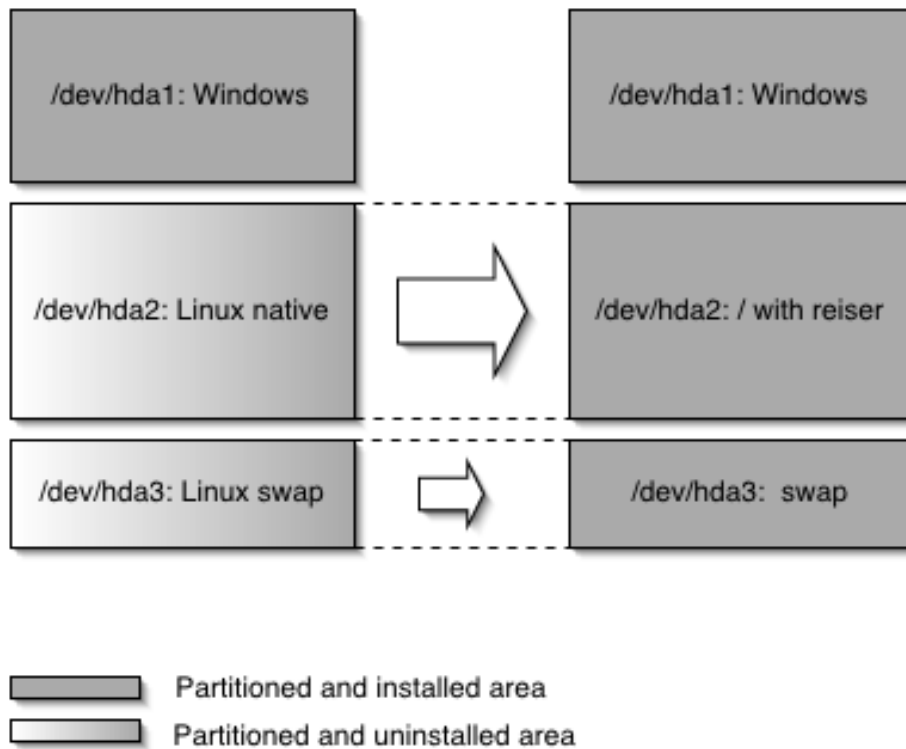 /dev/hda1: Windows
/dev/hda1: Windows
/dev/hda2: Linux native
/dev/hda2: / with reiser
/dev/hda3: Linux swap
/dev/hda3: swap
Partitioned and installed area
Partitioned and uninstalled area